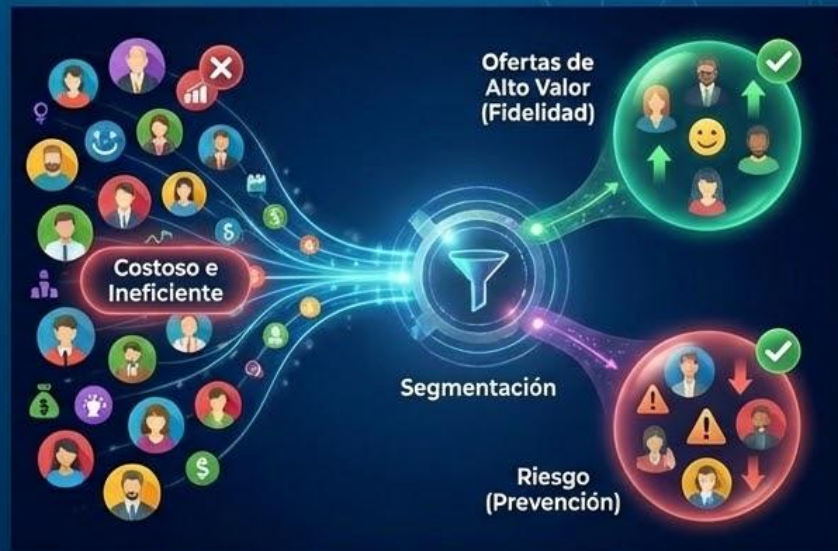 Costoso e
Ineficiente
Segmentación
Ofertas de
Alto Valor
(Fidelidad)
Riesgo
(Prevención)